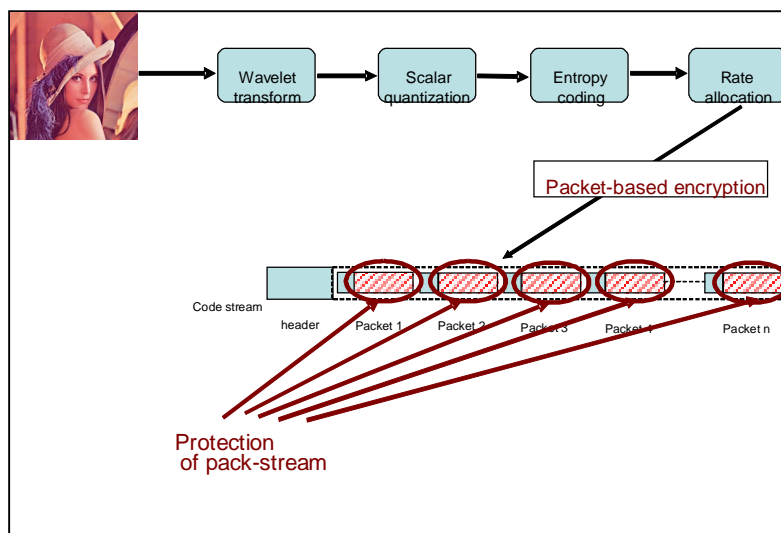 Wavelet
transform
Scalar
quantization
Entropy
coding
Rate
allocation
Packet-based encryption
Code stream
header
Packet 1
Packet 2
Packet 3
Packet 4
Packet n
Protection
of pack-stream